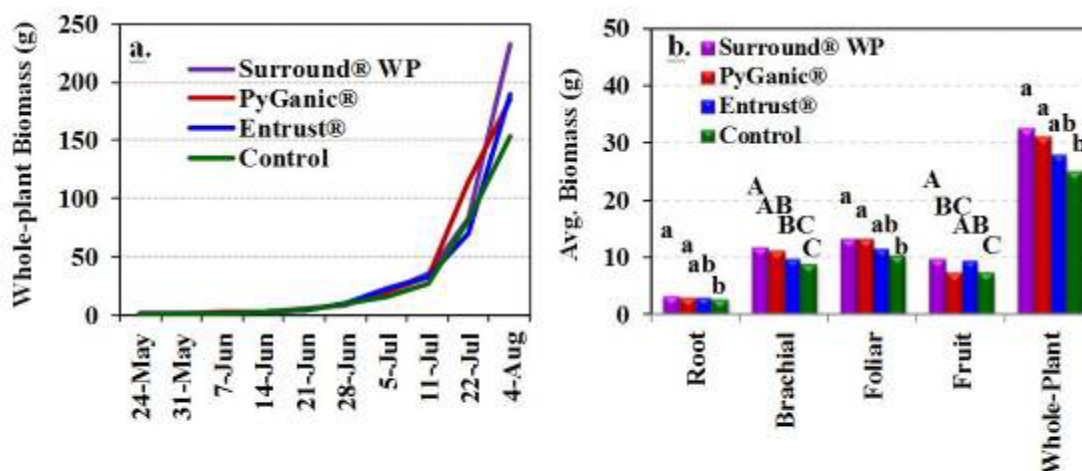 Whole-plant Biomass (g)
250
200
150
100
50
0
a.
Surround® WP
PyGanic®
Entrust®
Control
24-May
31-May
7-Jun
14-Jun
21-Jun
28-Jun
5-Jul
11-Jul
22-Jul
4-Aug
Avg. Biomass (g)
50
40
30
20
10
0
b.
Surround® WP
PyGanic®
Entrust®
Control
a
a
ab
b
A
AB
BC
C
a
a
ab
b
A
BC
AB
C
a
a
ab
b
Root
Brachial
Foliar
Fruit
Whole-Plant